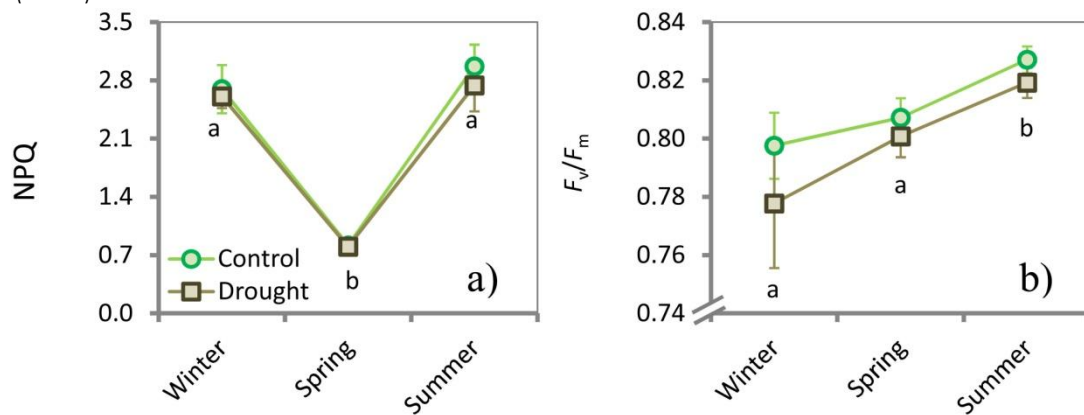 3.5
2.8
2.1
1.4
0.7
0.0
NPQ
a
b
a
Control
Drought
a)
Winter
Spring
Summer
0.84
0.82
0.80
0.78
0.76
0.74
Fv/Fm
a
a
b
b)
Winter
Spring
Summer